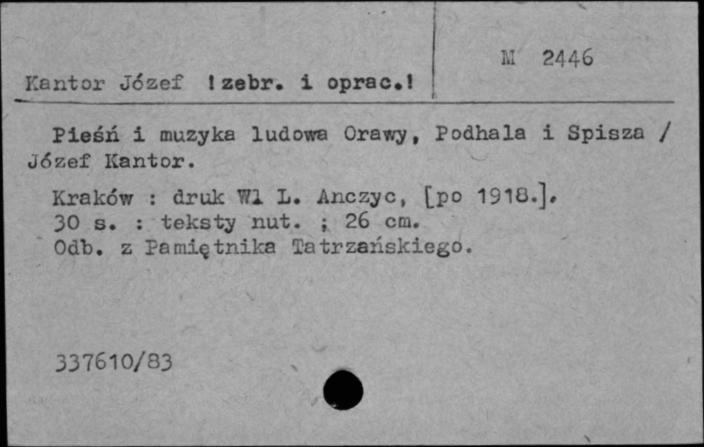 M 2446
Kantor Józef !zebr. i oprac.!
Pieśń i muzyka ludowa Orawy, Podhala i Spisza /
Józef Kantor.
Kraków : druk Wł L. Anczyc, [po 1918.].
30 s. : teksty nut. ; 26 cm.
Odb. z Pamiętnika Tatrzańskiego.
337610/83